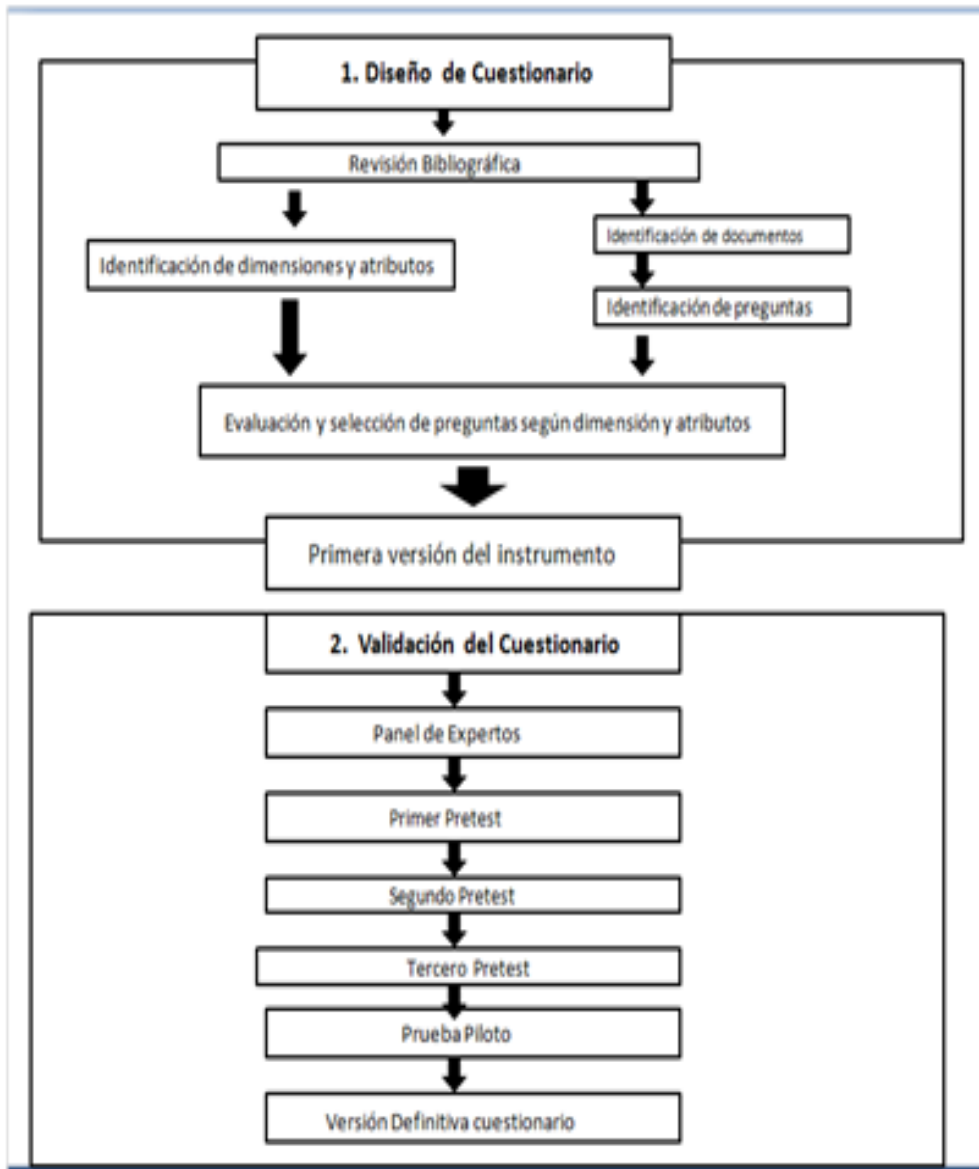 1. Diseño de Cuestionario
Revisión Bibliográfica
Identificación de dimensiones y atributos
Identificación de documentos
Identificación de preguntas
Evaluación y selección de preguntas según dimensión y atributos
Primera versión del instrumento
2. Validación del Cuestionario
Panel de Expertos
Primer Pretest
Segundo Pretest
Tercero Pretest
Prueba Piloto
Versión Definitiva cuestionario